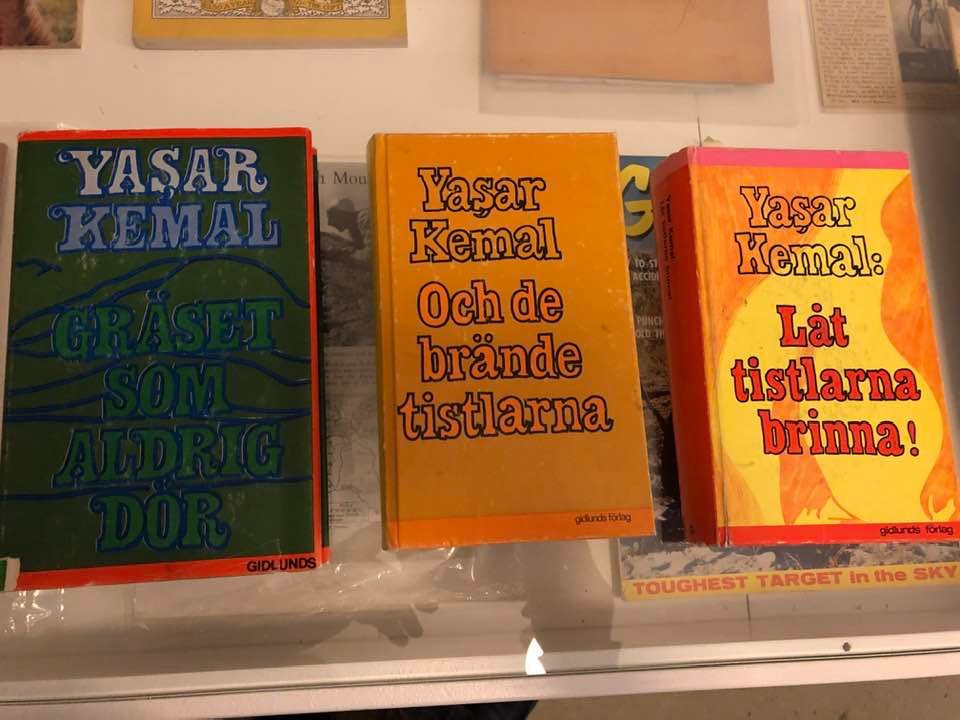 YAŞAR
KEMAL
GRÄSET
SOM
ALDRIG
DÖR
GIDLUNDS
Yaşar
Kemal
Och de
brände
tistlarna
gidlunds förlag
Yaşar
Kemal:
Låt
tistlarna
brinna!
gidlunds förlag
TOUGHEST TARGET in the SKY